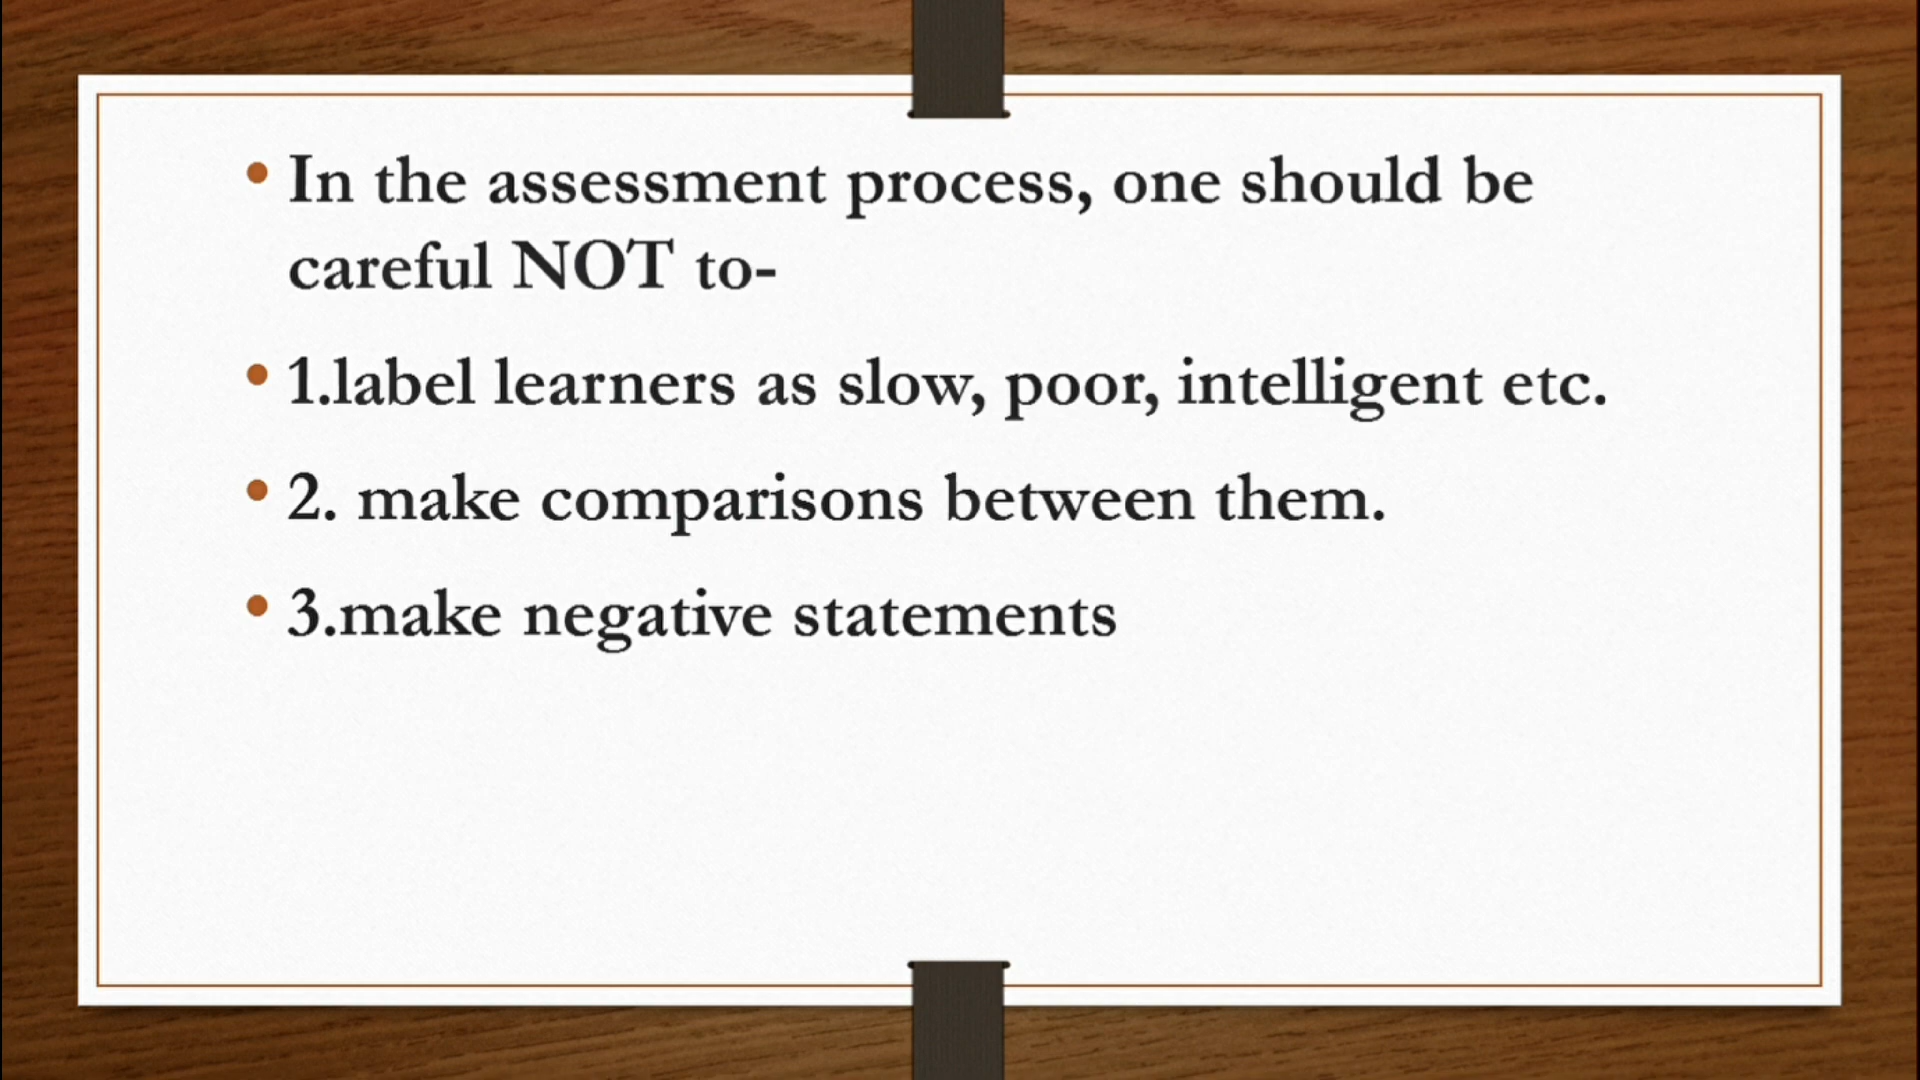 • In the assessment process, one should be
careful NOT to-
• 1.label learners as slow, poor, intelligent etc.
• 2. make comparisons between them.
• 3.make negative statements